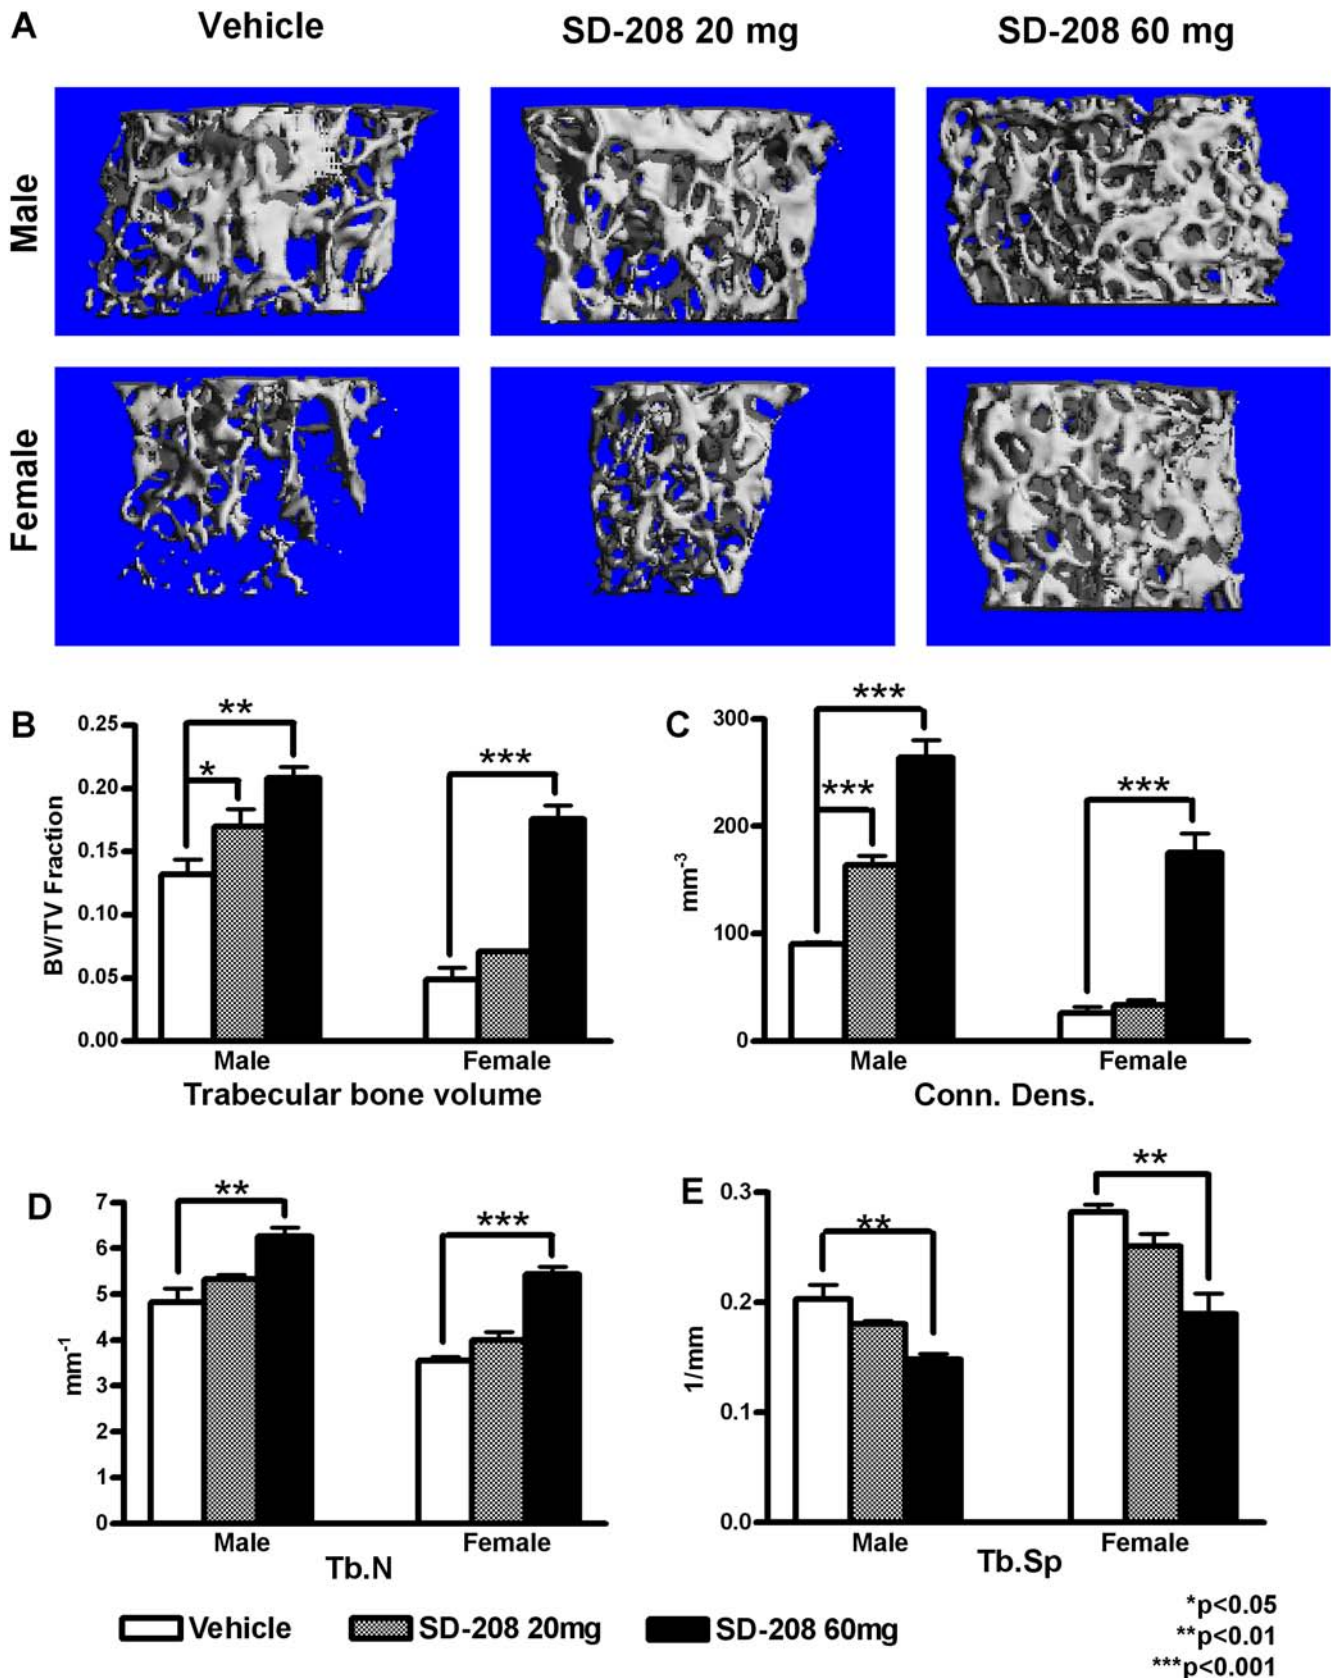 A
Vehicle
SD-208 20 mg
SD-208 60 mg
Male
Female
B
BV/TV Fraction
0.25
0.20
0.15
0.10
0.05
0.00
**
*
***
Male
Female
Trabecular bone volume
C
mm-3
300
200
100
0
***
***
***
Male
Female
Conn. Dens.
D
mm-1
7
6
5
4
3
2
1
0
**
***
Male
Female
Tb.N
E
1/mm
0.3
0.2
0.1
0.0
**
**
Male
Female
Tb.Sp
Vehicle
SD-208 20mg
SD-208 60mg
*p<0.05
**p<0.01
***p<0.001